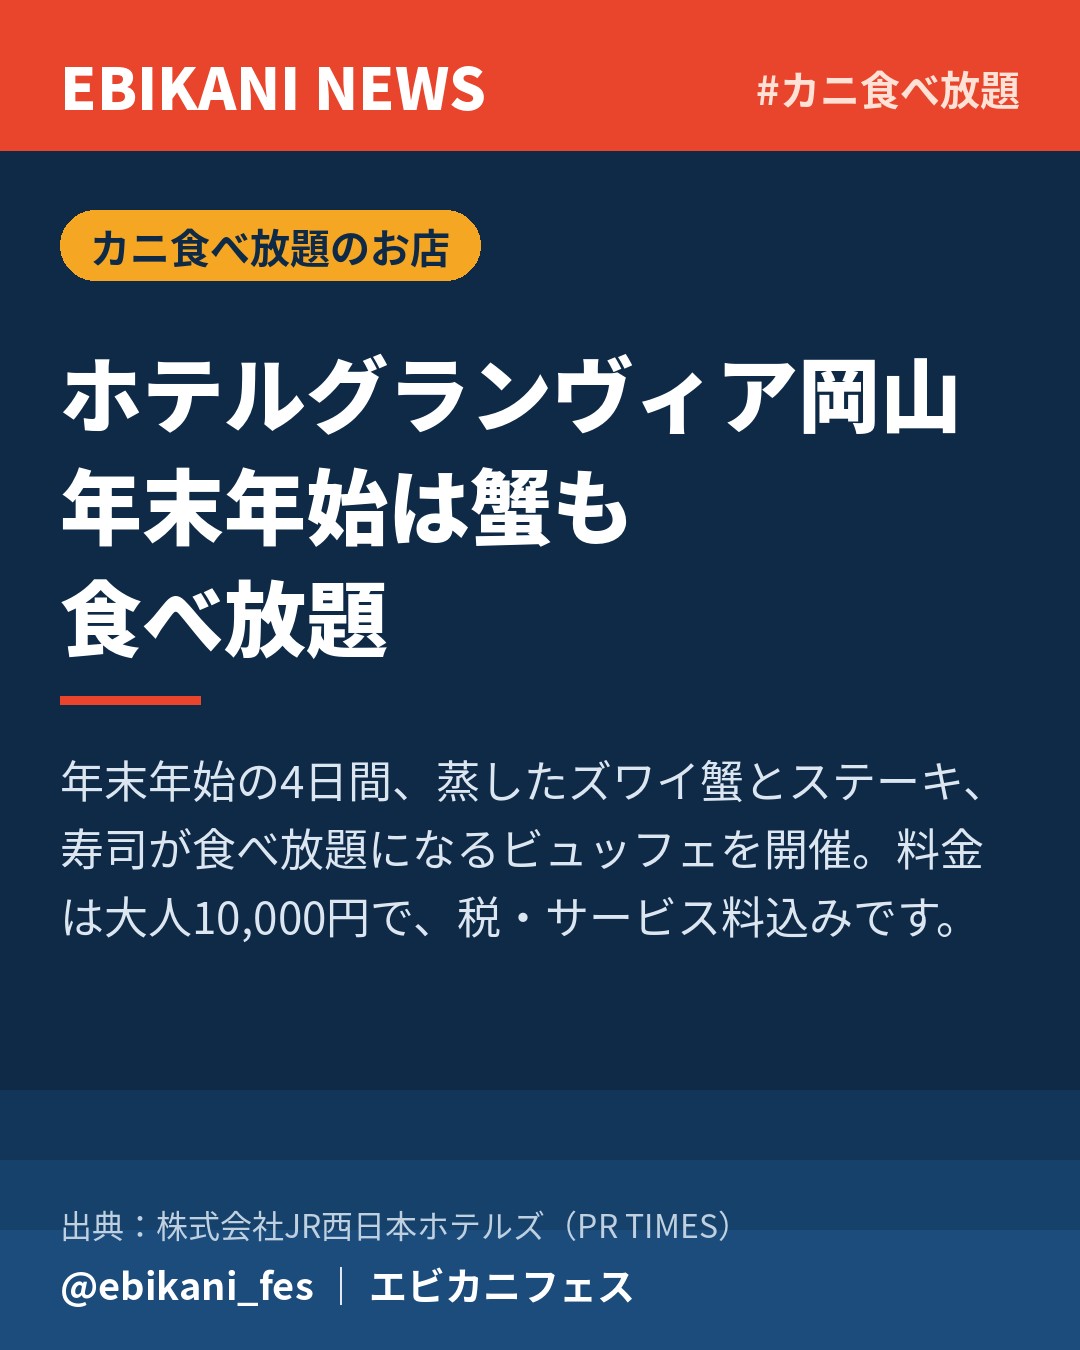 EBIKANI NEWS
#カニ食べ放題
カニ食べ放題のお店
ホテルグランヴィア岡山
年末年始は蟹も
食べ放題
年末年始の4日間、蒸したズワイ蟹とステーキ、
寿司が食べ放題になるビュッフェを開催。料金
は大人10,000円で、税・サービス料込みです。
出典：株式会社JR西日本ホテルズ（PR TIMES）
@ebikani_fes ｜ エビカニフェス